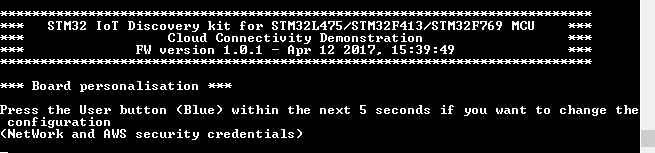 **********************************************************************
***   STM32 IoT Discovery kit for STM32L475/STM32F413/STM32F769 MCU    ***
***                  Cloud Connectivity Demonstration                  ***
***              FW version 1.0.1 - Apr 12 2017, 15:39:49              ***
**********************************************************************
*** Board personalisation ***
Press the User button (Blue) within the next 5 seconds if you want to change the
configuration
(NetWork and AWS security credentials)